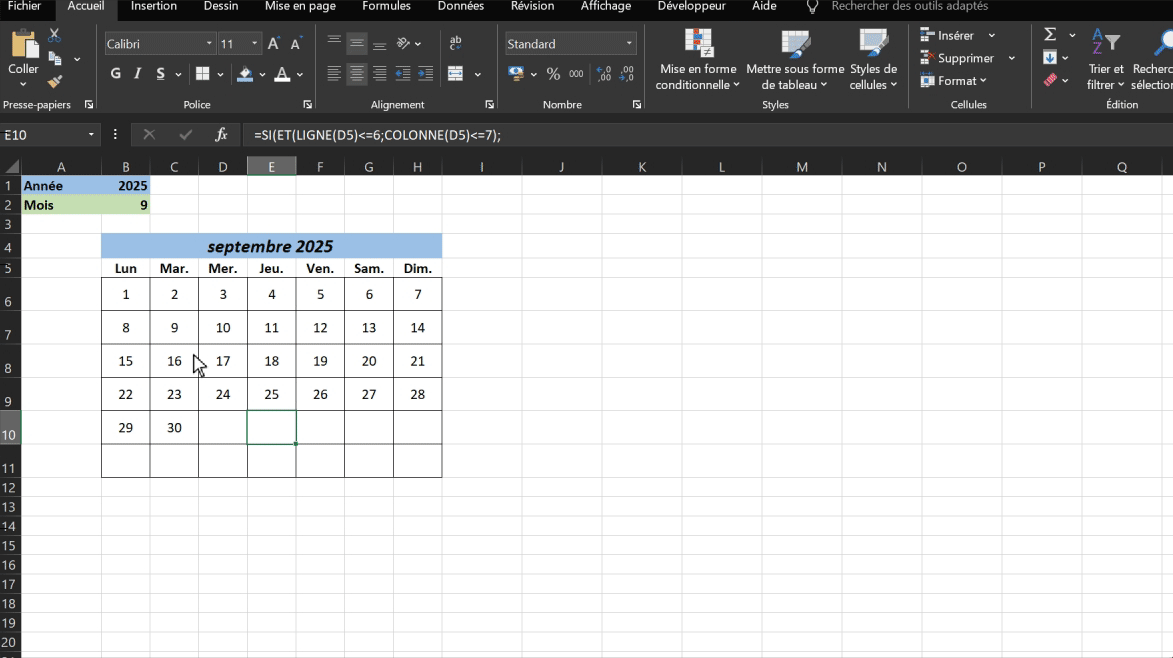 Fichier Accueil Insertion Dessin Mise en page Formules Données Révision Affichage Développeur Aide Rechercher des outils adaptés
Coller
Calibri 11
G I S
ab
Standard
% 000
Mise en forme conditionnelle
Mettre sous forme de tableau
Styles de cellules
Insérer
Supprimer
Format
Trier et filtrer
Presse-papiers Police Alignement Nombre Styles Cellules Édition
E10 fx =SI(ET(LIGNE(D5)<=6;COLONNE(D5)<=7);
A B C D E F G H I J K L M N O P Q
1 Année 2025
2 Mois 9
3
4 septembre 2025
5 Lun Mar. Mer. Jeu. Ven. Sam. Dim.
6 1 2 3 4 5 6 7
7 8 9 10 11 12 13 14
8 15 16 17 18 19 20 21
9 22 23 24 25 26 27 28
10 29 30
11
12
13
14
15
16
17
18
19
20